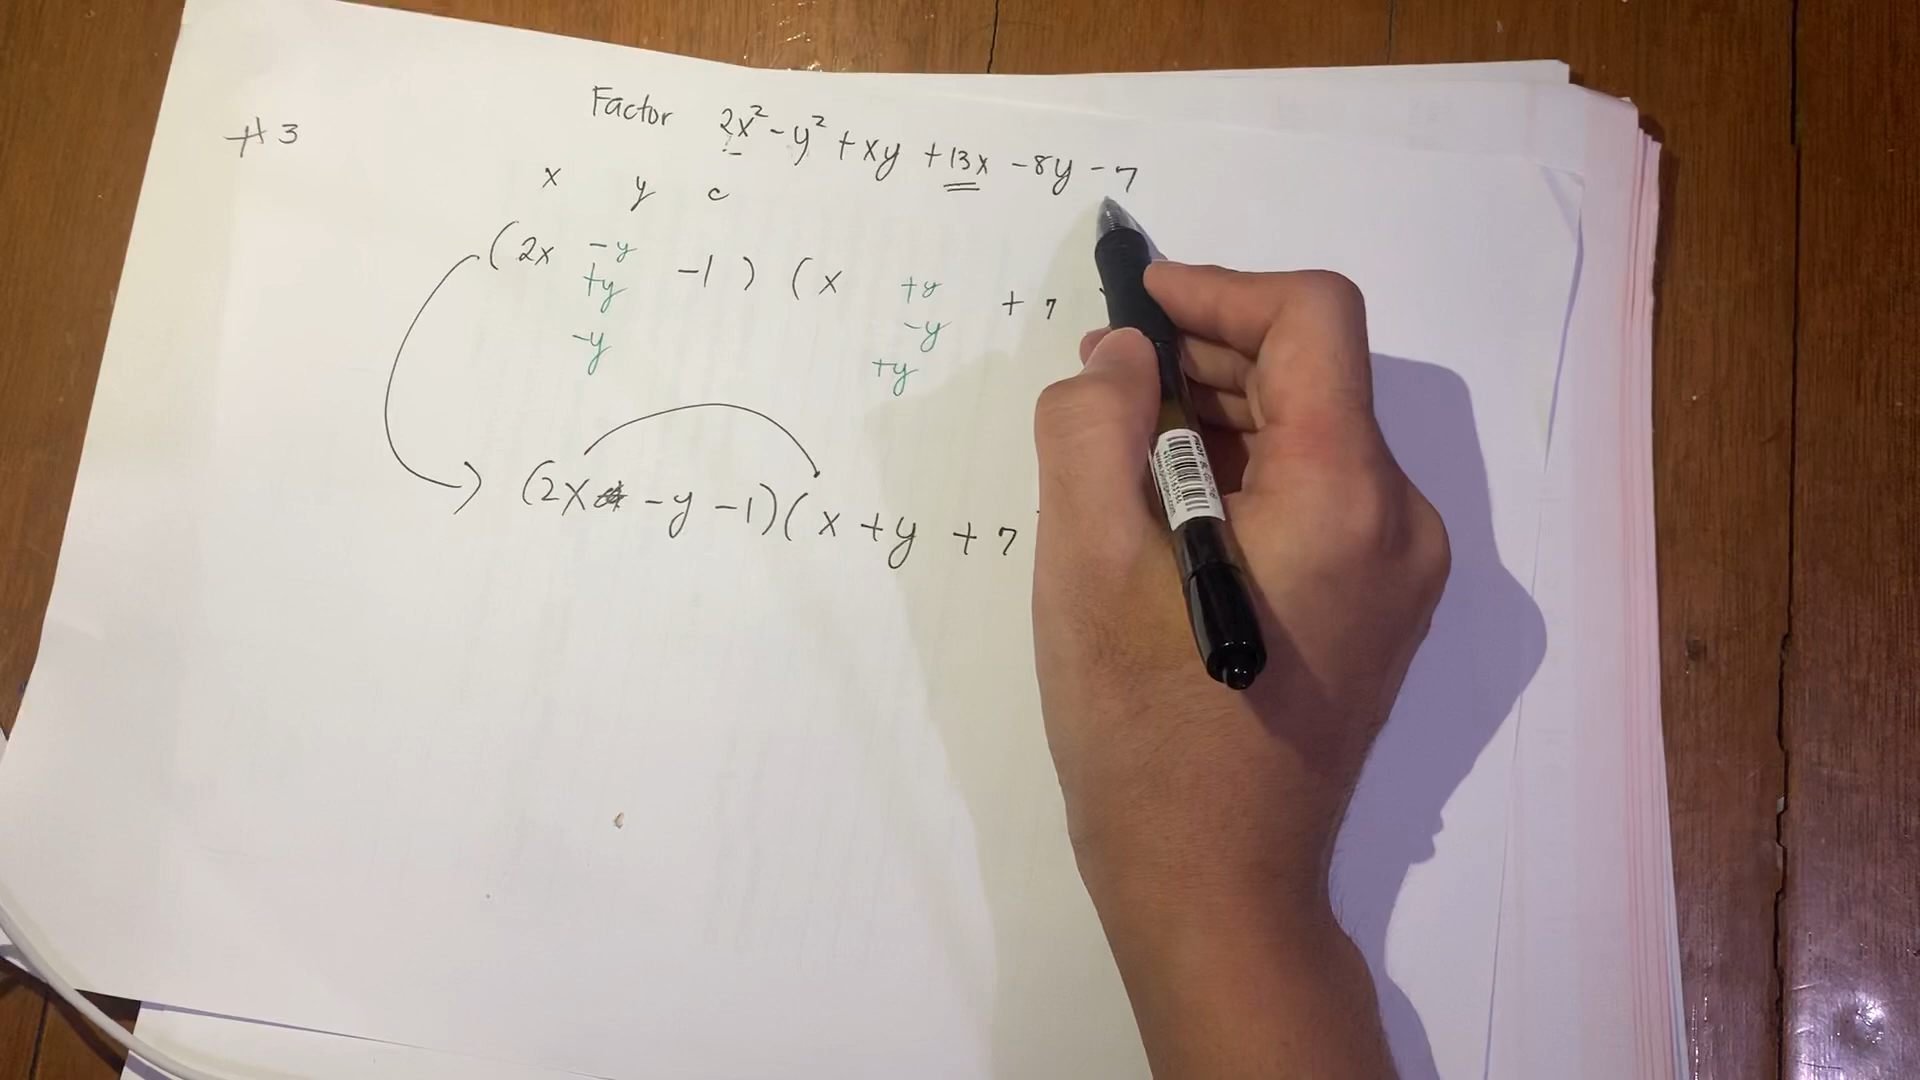 #3
Factor 2x² - y² + xy + 13x - 8y - 7
x y c
(2x -y -1) (x +y + 7
+y -y
-y +y
(2x -y -1)(x + y + 7